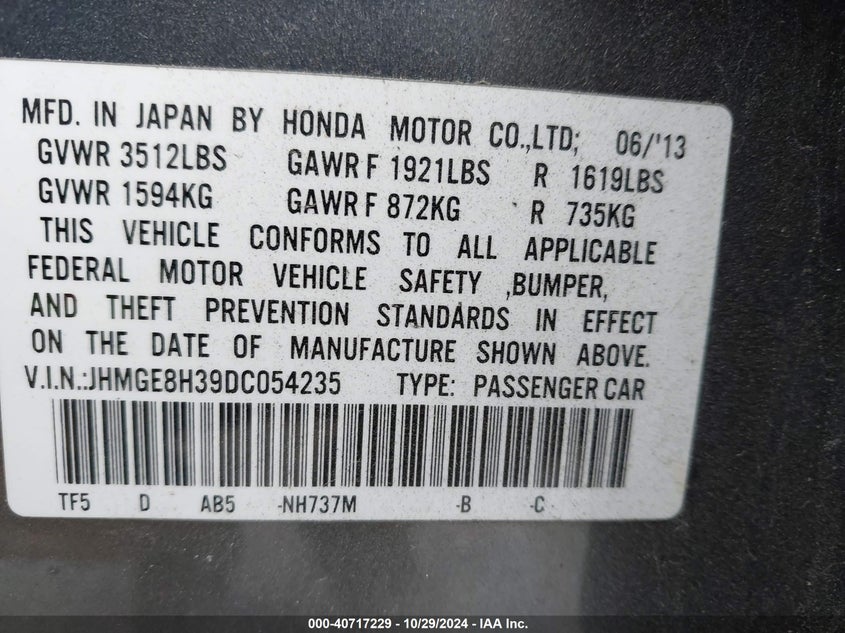 MFD. IN JAPAN BY HONDA MOTOR CO.,LTD; 06/'13
GVWR 3512LBS GAWR F 1921LBS R 1619LBS
GVWR 1594KG GAWR F 872KG R 735KG
THIS VEHICLE CONFORMS TO ALL APPLICABLE
FEDERAL MOTOR VEHICLE SAFETY ,BUMPER,
AND THEFT PREVENTION STANDARDS IN EFFECT
ON THE DATE OF MANUFACTURE SHOWN ABOVE.
V.I.N.:JHMGE8H39DC054235 TYPE: PASSENGER CAR
TF5 D AB5 -NH737M -B -C
000-40717229 - 10/29/2024 - IAA Inc.